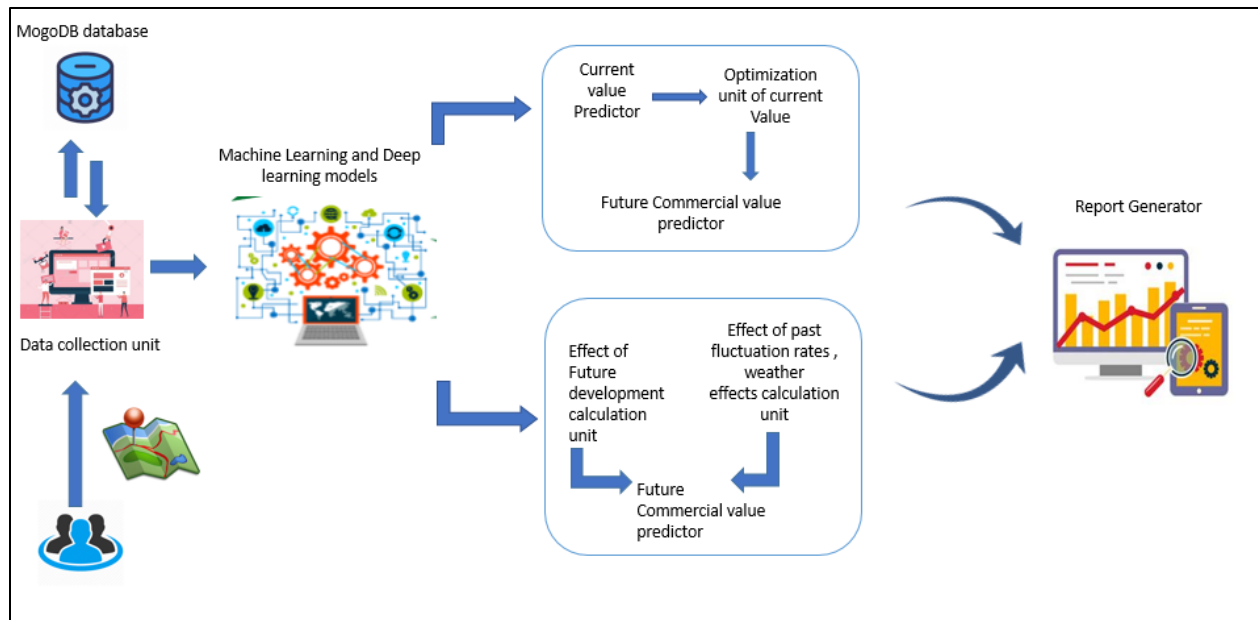 MogoDB database
Machine Learning and Deep
learning models
Data collection unit
Current
value
Predictor
Optimization
unit of current
Value
Future Commercial value
predictor
Effect of
Future
development
calculation
unit
Effect of past
fluctuation rates ,
weather
effects calculation
unit
Future
Commercial value
predictor
Report Generator